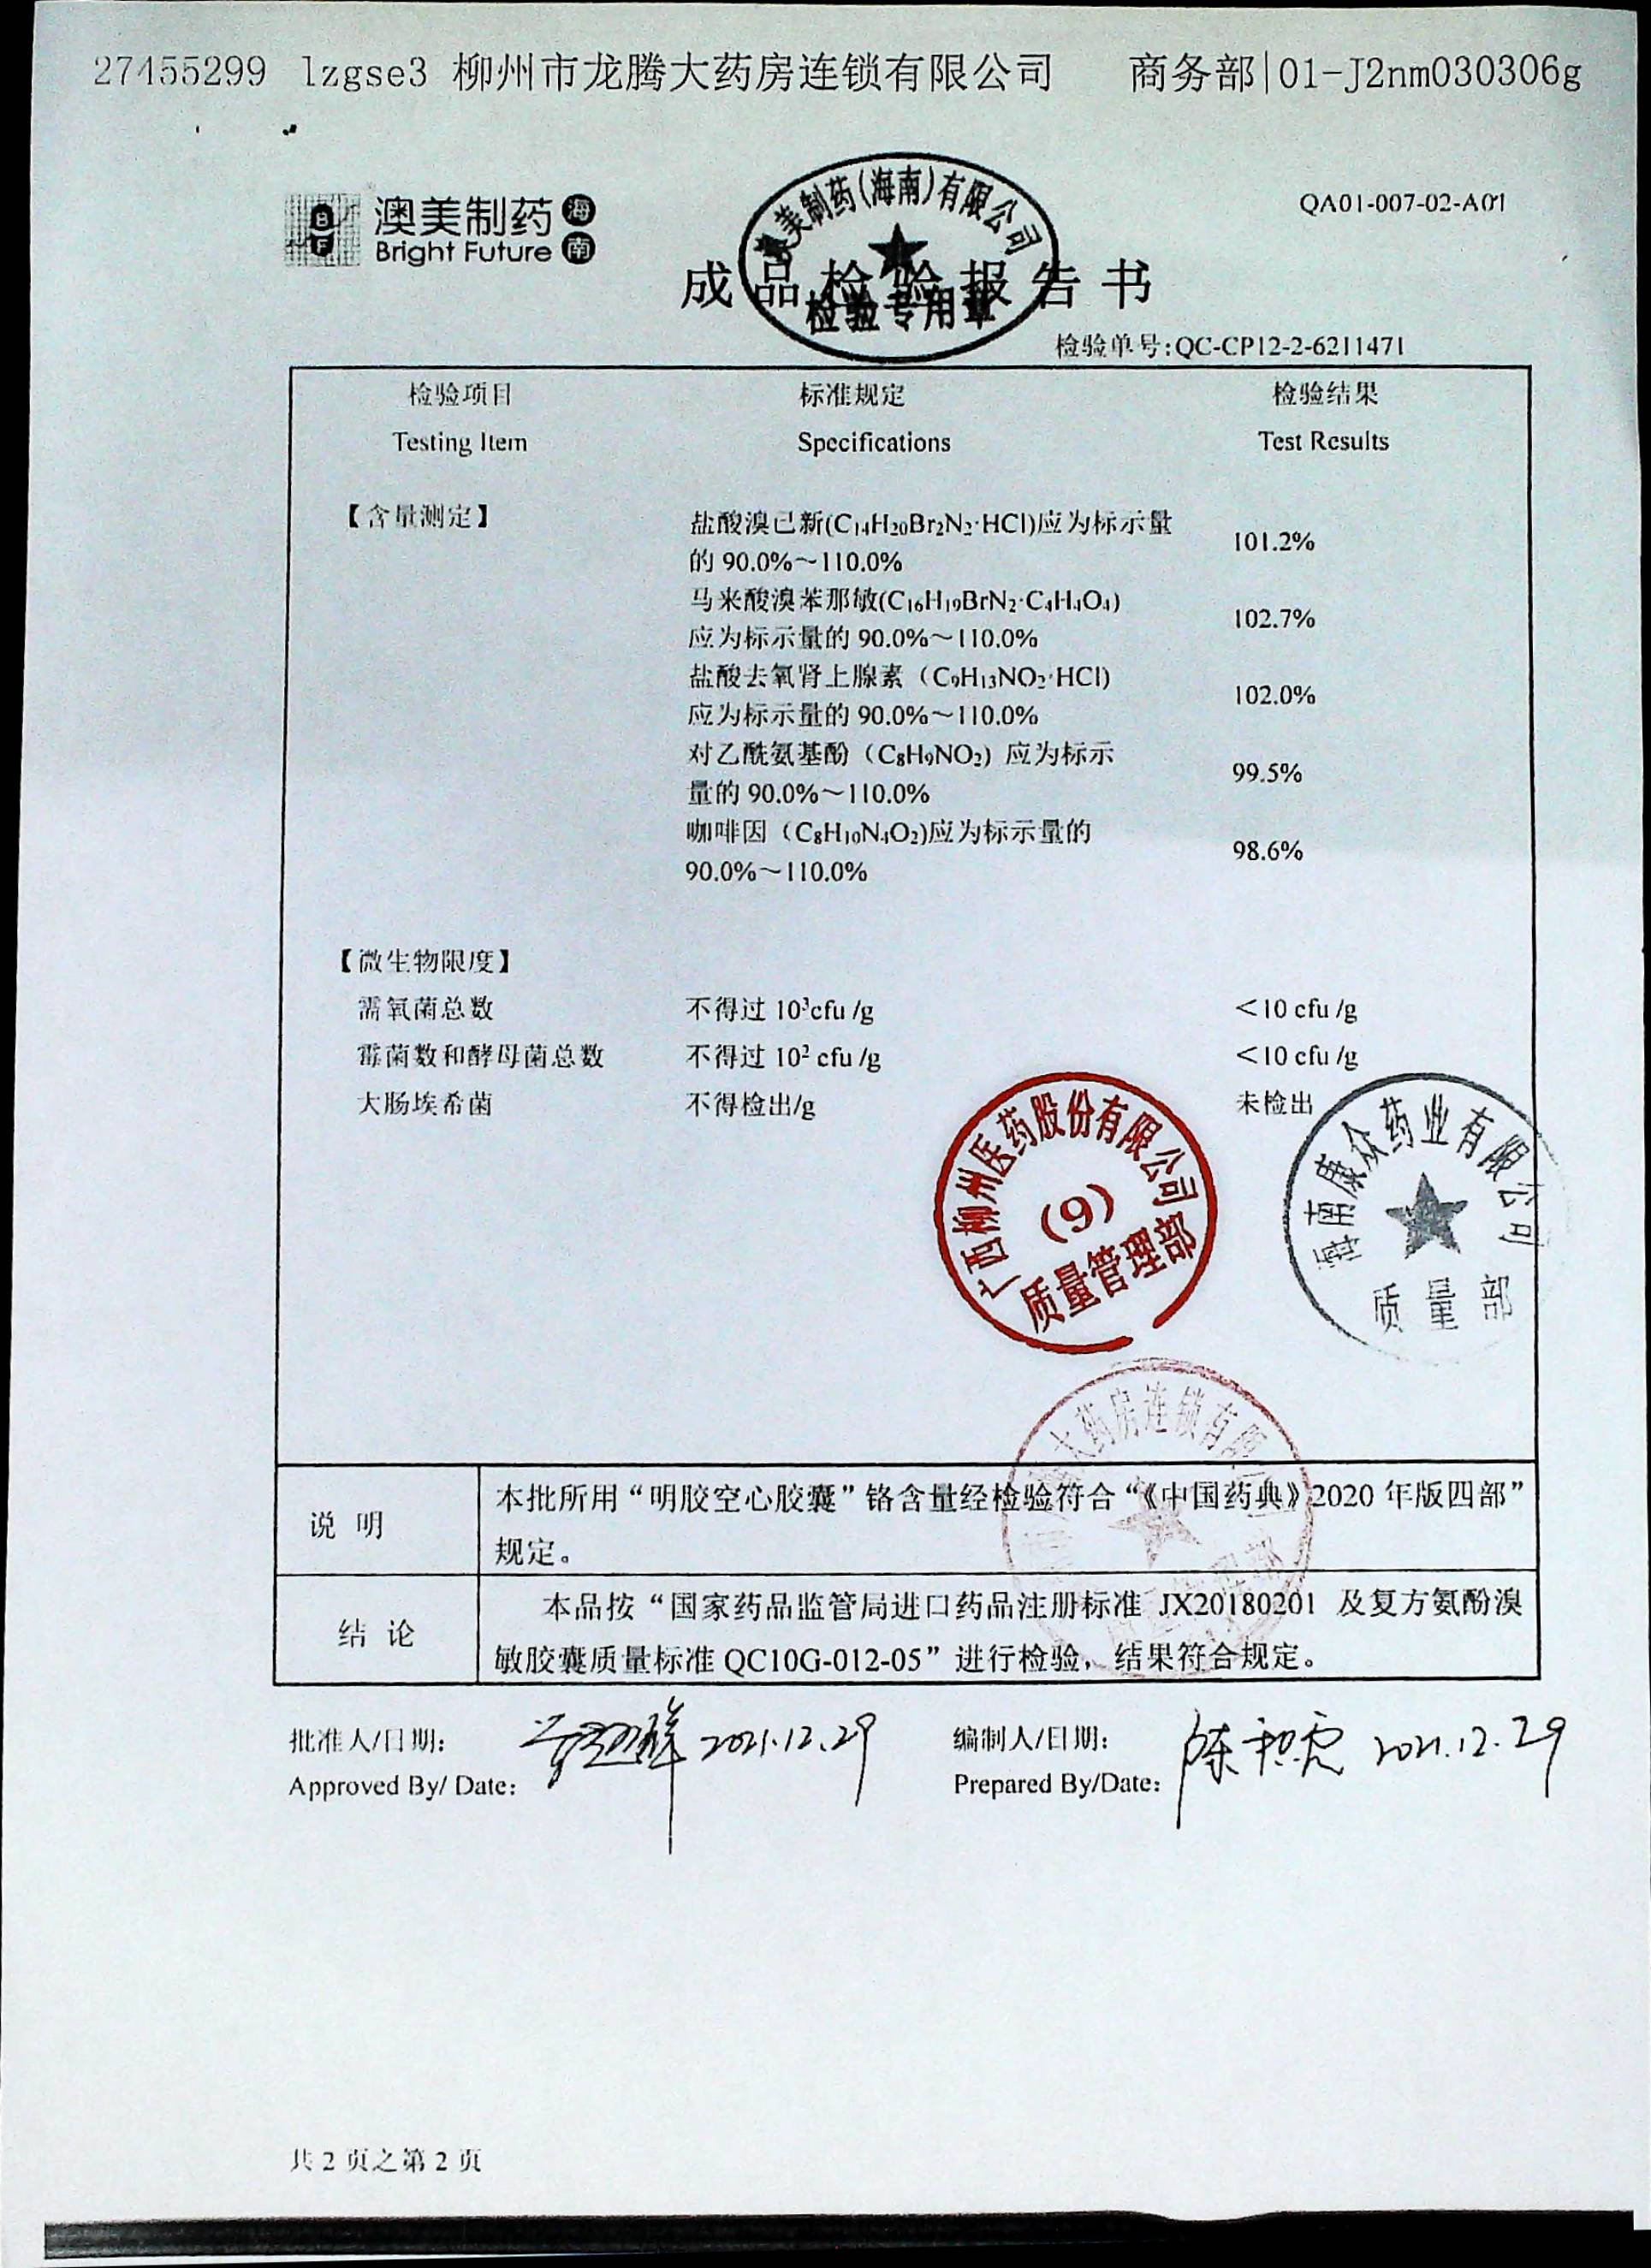 27455299 lzgse3 柳州市龙腾大药房连锁有限公司 商务部|01-J2nm030306g
澳美制药 海南
Bright Future
澳美制药(海南)有限公司
检验专用章
QA01-007-02-A01
成品检验报告书
检验单号:QC-CP12-2-6211471
检验项目 标准规定 检验结果
Testing Item Specifications Test Results
【含量测定】 盐酸溴己新(C₁₄H₂₀Br₂N₂·HCl)应为标示量
的 90.0%～110.0% 101.2%
马来酸溴苯那敏(C₁₆H₁₉BrN₂·C₄H₄O₄)
应为标示量的 90.0%～110.0% 102.7%
盐酸去氧肾上腺素（C₉H₁₃NO₂·HCl)
应为标示量的 90.0%～110.0% 102.0%
对乙酰氨基酚（C₈H₉NO₂）应为标示
量的 90.0%～110.0% 99.5%
咖啡因（C₈H₁₀N₄O₂)应为标示量的
90.0%～110.0% 98.6%
【微生物限度】
需氧菌总数 不得过 10³cfu /g ＜10 cfu /g
霉菌数和酵母菌总数 不得过 10² cfu /g ＜10 cfu /g
大肠埃希菌 不得检出/g 未检出
广西柳州医药股份有限公司
(9)
质量管理部
海南康众药业有限公司
质量部
大药房连锁有限
说 明 本批所用“明胶空心胶囊”铬含量经检验符合“《中国药典》2020 年版四部”
规定。
结 论 本品按“国家药品监管局进口药品注册标准 JX20180201 及复方氨酚溴
敏胶囊质量标准 QC10G-012-05”进行检验，结果符合规定。
批准人/日期: 2021.12.29 编制人/日期: 陈 2021.12.29
Approved By/ Date: Prepared By/Date:
共 2 页之第 2 页